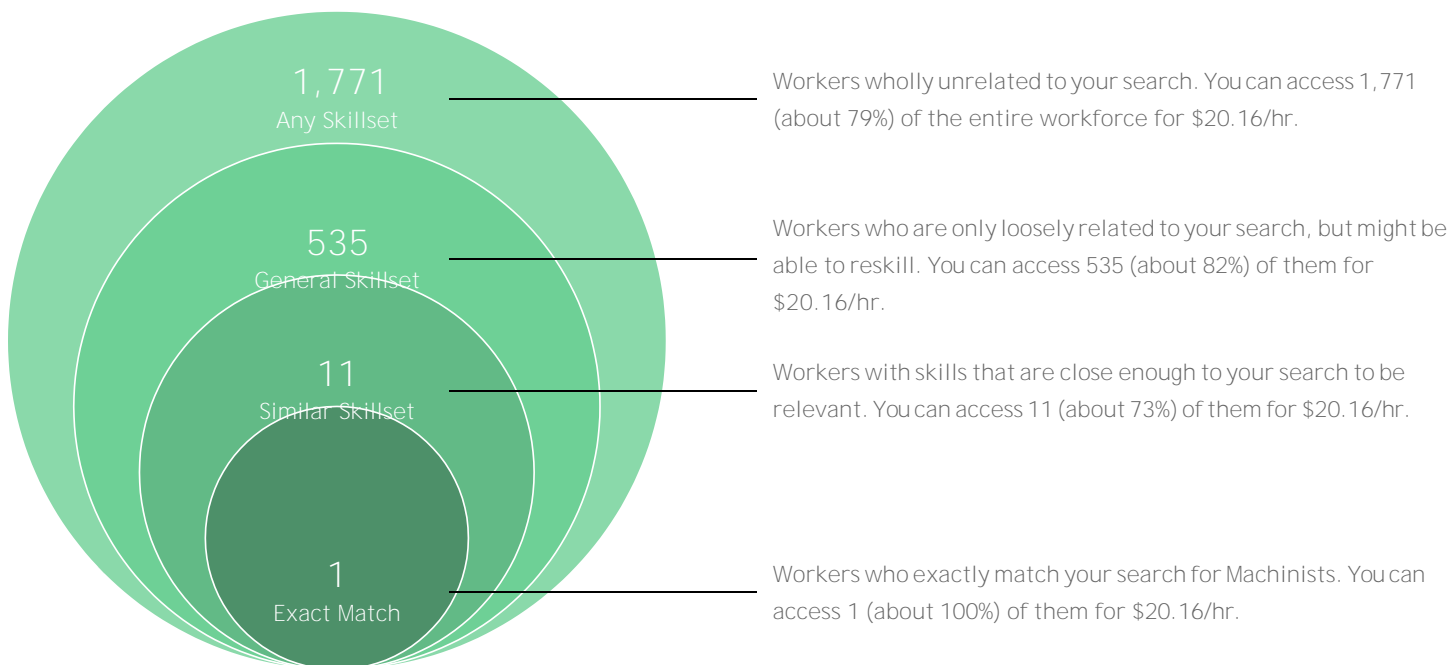 1,771
Any Skillset
Workers wholly unrelated to your search. You can access 1,771
(about 79%) of the entire workforce for $20.16/hr.
535
General Skillset
Workers who are only loosely related to your search, but might be
able to reskill. You can access 535 (about 82%) of them for
$20.16/hr.
11
Similar Skillset
Workers with skills that are close enough to your search to be
relevant. You can access 11 (about 73%) of them for $20.16/hr.
1
Exact Match
Workers who exactly match your search for Machinists. You can
access 1 (about 100%) of them for $20.16/hr.